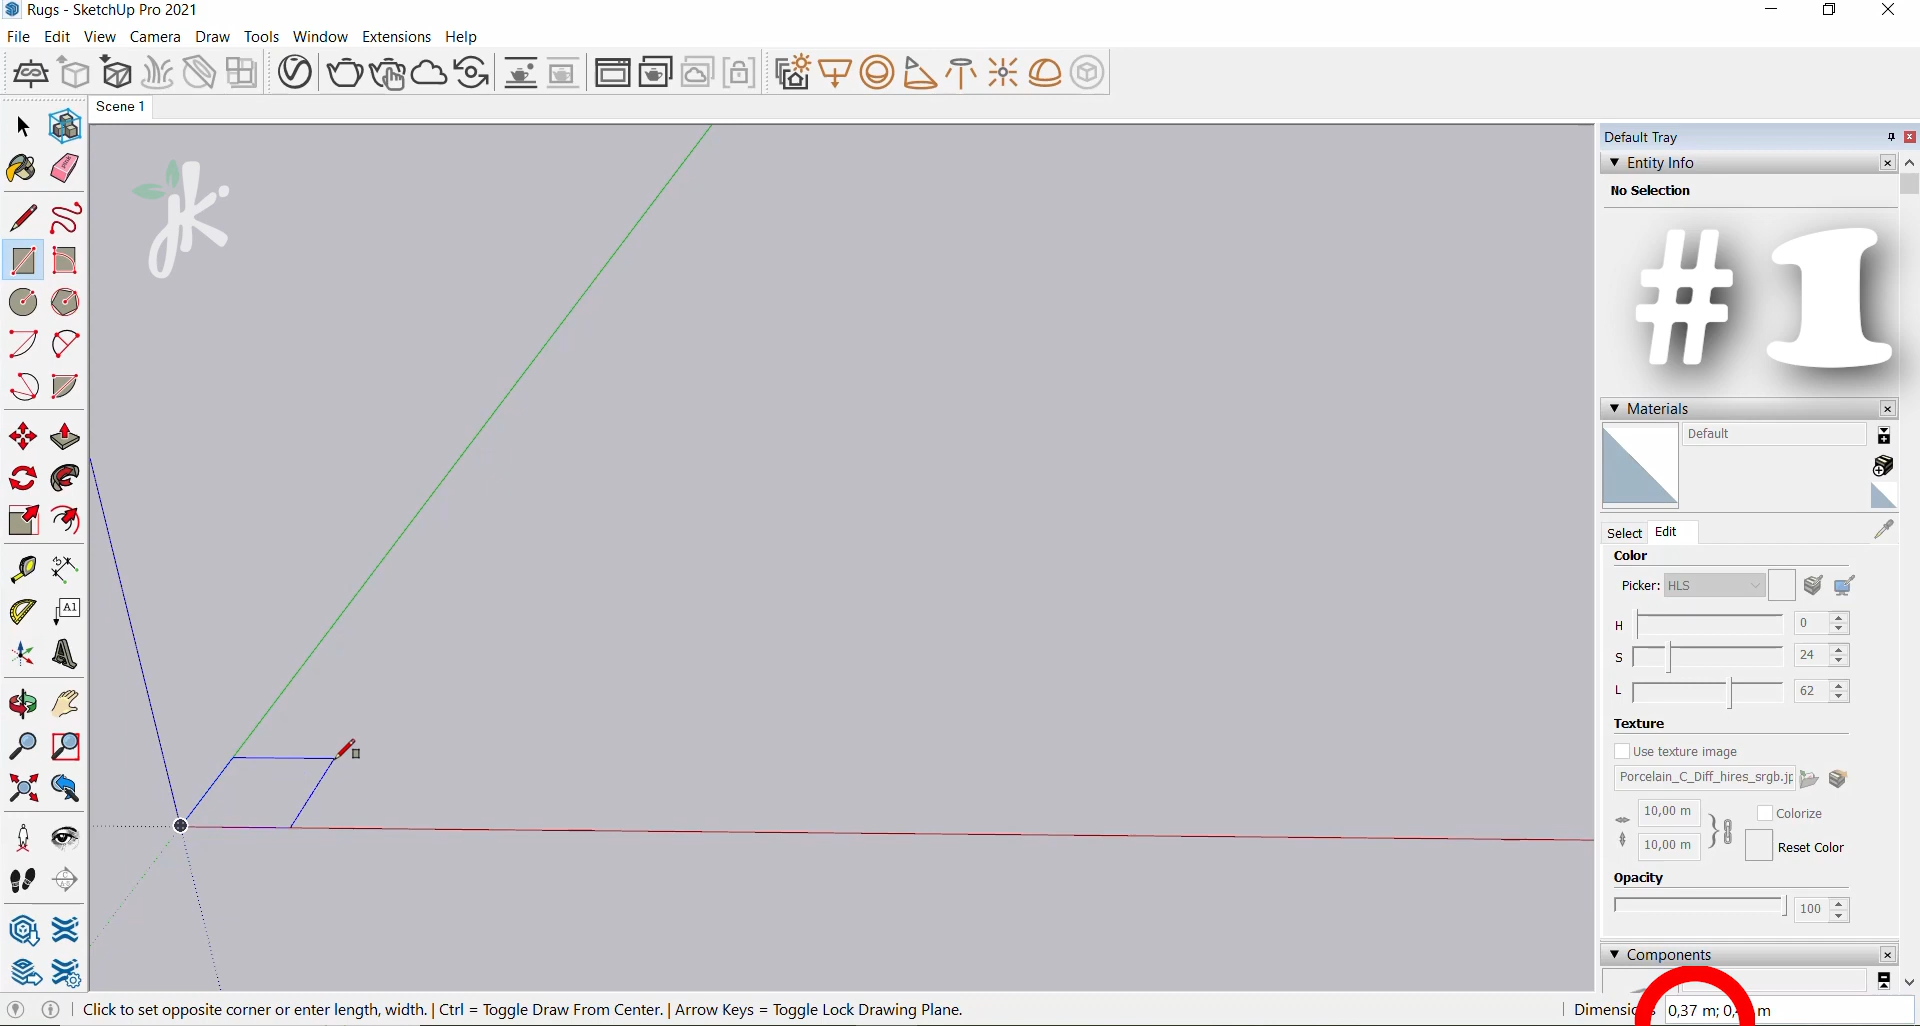 Rugs - SketchUp Pro 2021
File Edit View Camera Draw Tools Window Extensions Help
Scene 1
jk
Default Tray
Entity Info
No Selection
#1
Materials
Default
Select Edit
Color
Picker: HLS
H 0
S 24
L 62
Texture
Use texture image
Porcelain_C_Diff_hires_srgb.jp
10,00 m
Colorize
10,00 m
Reset Color
Opacity
100
Components
A1
Click to set opposite corner or enter length, width. | Ctrl = Toggle Draw From Center. | Arrow Keys = Toggle Lock Drawing Plane.
0,37 m; m